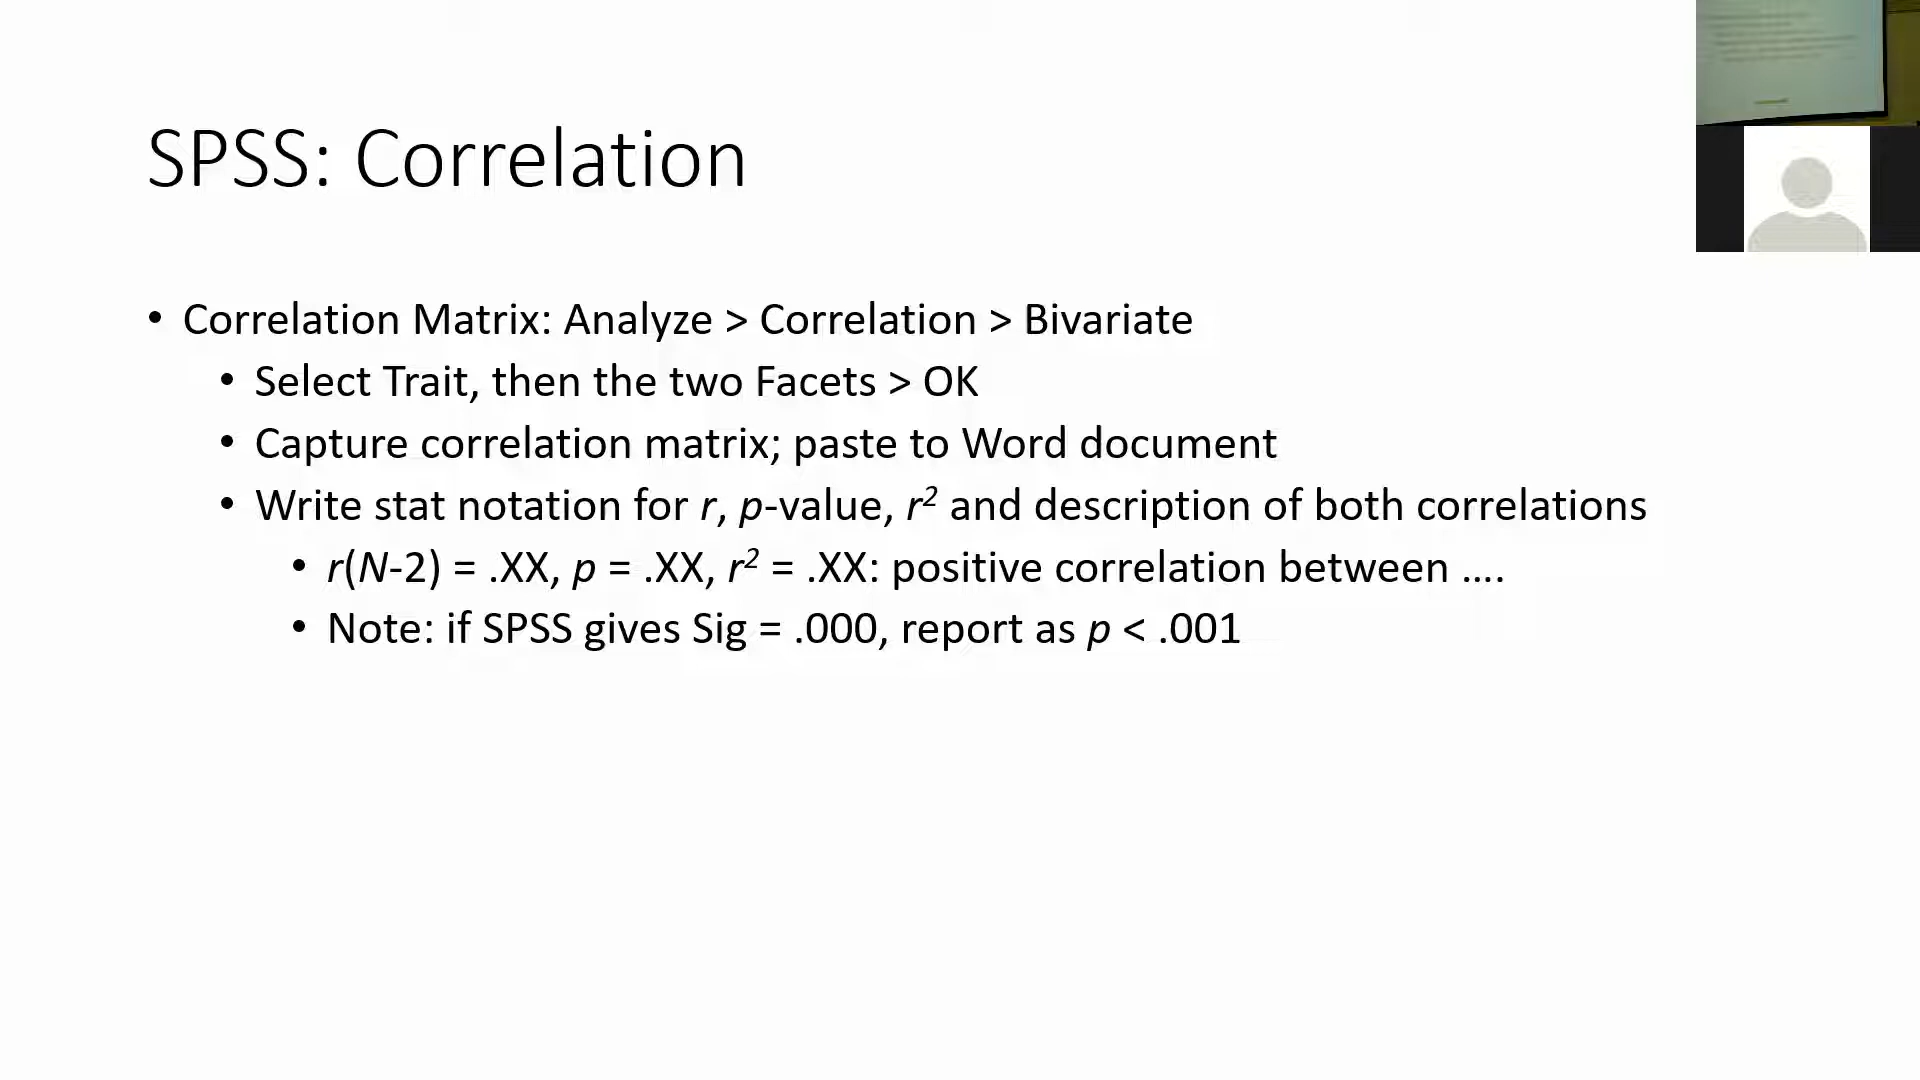 SPSS: Correlation
• Correlation Matrix: Analyze > Correlation > Bivariate
• Select Trait, then the two Facets > OK
• Capture correlation matrix; paste to Word document
• Write stat notation for r, p-value, r² and description of both correlations
• r(N-2) = .XX, p = .XX, r² = .XX: positive correlation between ....
• Note: if SPSS gives Sig = .000, report as p < .001